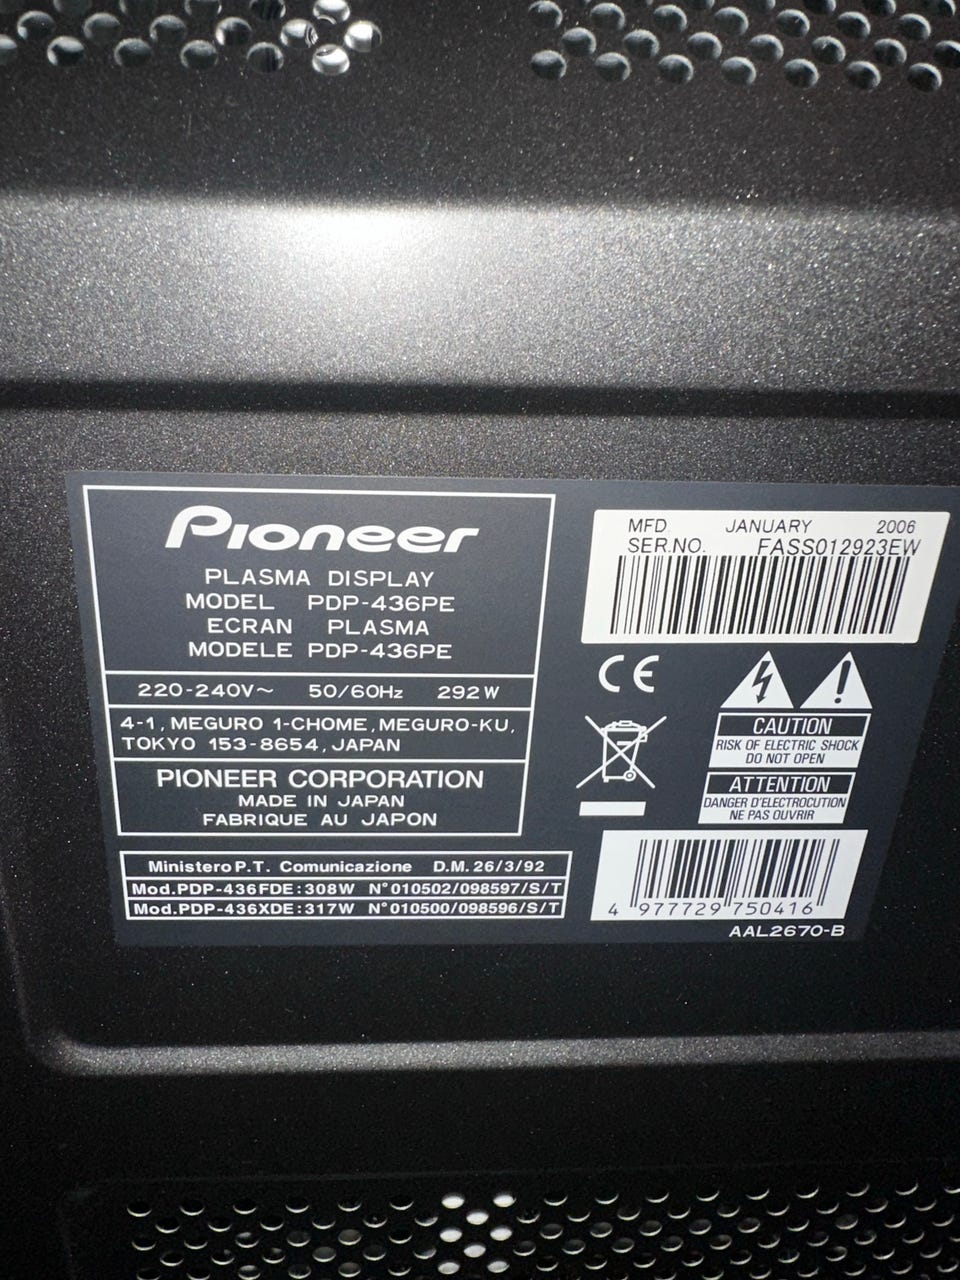 Pioneer
PLASMA DISPLAY
MODEL PDP-436PE
ECRAN PLASMA
MODELE PDP-436PE
220-240V~ 50/60Hz 292W
4-1, MEGURO 1-CHOME, MEGURO-KU,
TOKYO 153-8654, JAPAN
PIONEER CORPORATION
MADE IN JAPAN
FABRIQUE AU JAPON
Ministero P.T. Comunicazione D.M. 26/3/92
Mod.PDP-436FDE:308W N°010502/098597/S/T
Mod.PDP-436XDE:317W N°010500/098596/S/T
MFD. JANUARY 2006
SER.NO. FASS012923EW
CE
CAUTION
RISK OF ELECTRIC SHOCK
DO NOT OPEN
ATTENTION
DANGER D'ELECTROCUTION
NE PAS OUVRIR
4 977729 750416
AAL2670-B